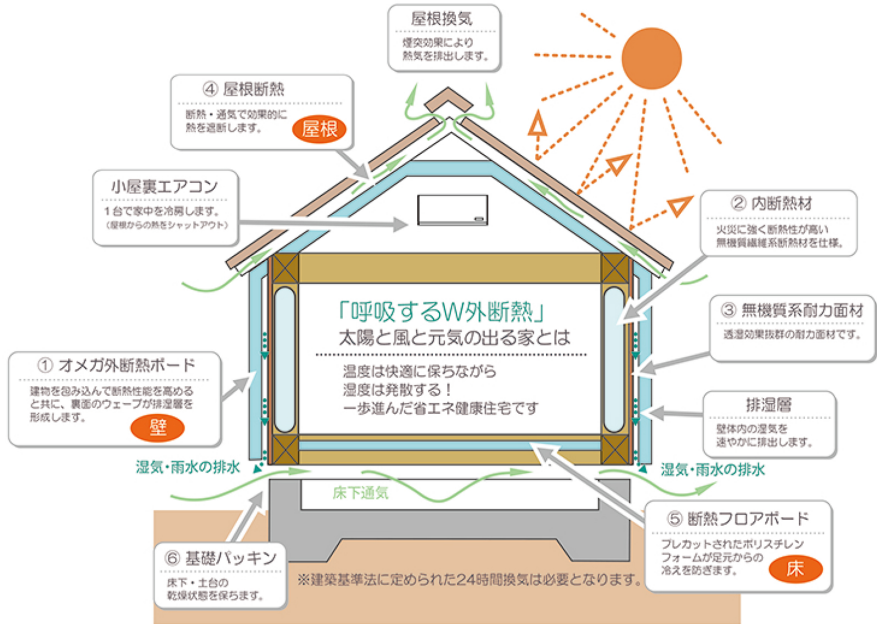 屋根換気
煙突効果により
熱気を排出します。
④ 屋根断熱
断熱・通気で効果的に
熱を遮断します。
屋根
小屋裏エアコン
1台で家中を冷房します。
(屋根からの熱をシャットアウト)
② 内断熱材
火災に強く断熱性が高い
無機質繊維系断熱材を仕様。
③ 無機質系耐力面材
透湿効果抜群の耐力面材です。
「呼吸するW外断熱」
太陽と風と元気の出る家とは
温度は快適に保ちながら
湿度は発散する！
一歩進んだ省エネ健康住宅です
① オメガ外断熱ボード
建物を包み込んで断熱性能を高める
と共に、裏面のウェーブが排湿層を
形成します。
壁
排湿層
壁体内の湿気を
速やかに排出します。
湿気・雨水の排水
湿気・雨水の排水
床下通気
⑤ 断熱フロアボード
プレカットされたポリスチレン
フォームが足元からの
冷えを防ぎます。
床
⑥ 基礎パッキン
床下・土台の
乾燥状態を保ちます。
※建築基準法に定められた24時間換気は必要となります。